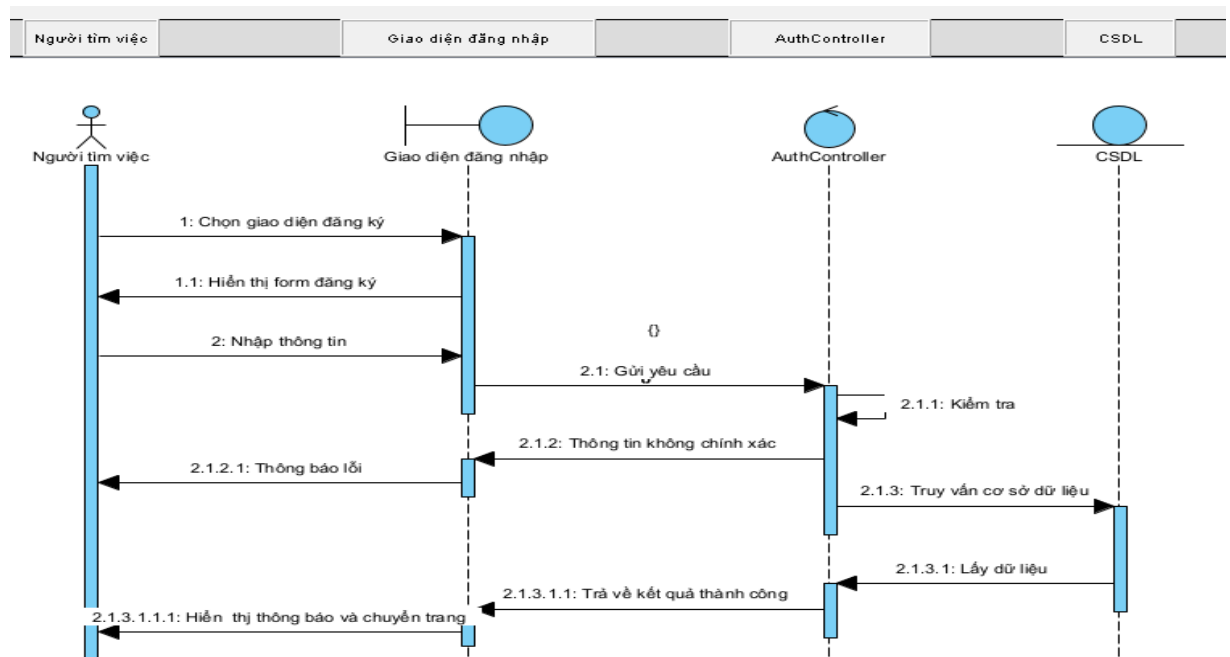 Người tìm việc
Giao diện đăng nhập
AuthController
CSDL
Người tìm việc
Giao diện đăng nhập
AuthController
CSDL
1: Chọn giao diện đăng ký
1.1: Hiển thị form đăng ký
{}
2: Nhập thông tin
2.1: Gửi yêu cầu
2.1.1: Kiểm tra
2.1.2: Thông tin không chính xác
2.1.2.1: Thông báo lỗi
2.1.3: Truy vấn cơ sở dữ liệu
2.1.3.1: Lấy dữ liệu
2.1.3.1.1: Trả về kết quả thành công
2.1.3.1.1.1: Hiển thị thông báo và chuyển trang